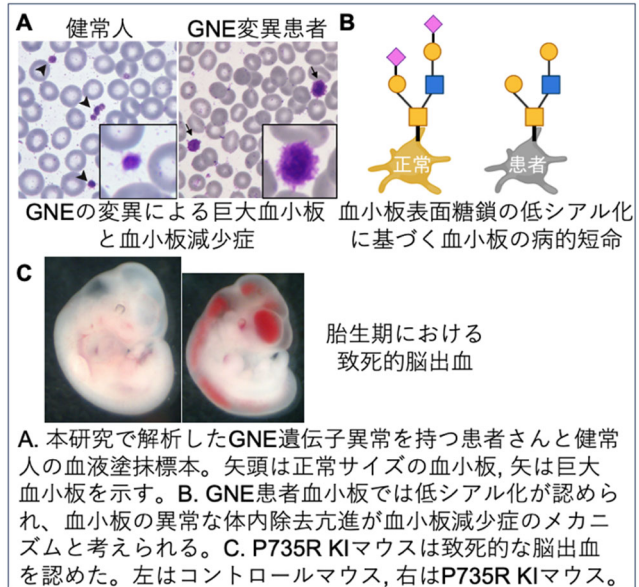 A
健常人
GNE変異患者
B
正常
患者
GNEの変異による巨大血小板
と血小板減少症
血小板表面糖鎖の低シアル化
に基づく血小板の病的短命
C
胎生期における
致死的脳出血
A. 本研究で解析したGNE遺伝子異常を持つ患者さんと健常
人の血液塗抹標本。矢頭は正常サイズの血小板, 矢は巨大
血小板を示す。B. GNE患者血小板では低シアル化が認めら
れ、血小板の異常な体内除去亢進が血小板減少症のメカニ
ズムと考えられる。C. P735R KIマウスは致死的な脳出血
を認めた。左はコントロールマウス, 右はP735R KIマウス。